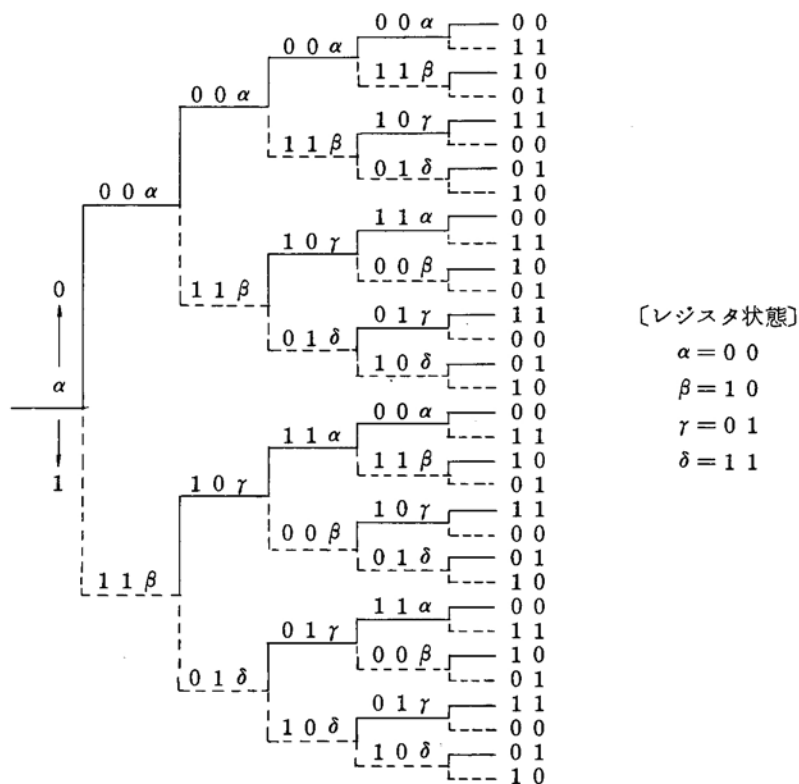 0 0 α 0 0
0 0 α 1 1
1 1 β 1 0
0 0 α 0 1
1 0 γ 1 1
1 1 β 0 0
0 1 δ 0 1
0 0 α 1 0
1 1 α 0 0
1 0 γ 1 1
0 0 β 1 0
0 1 1 β 0 1
0 1 γ 1 1
0 1 δ 0 0
1 0 δ 0 1
α 1 0
0 0 α 0 0
1 1 α 1 1
1 1 β 1 0
1 1 0 γ 0 1
1 0 γ 1 1
0 0 β 0 0
0 1 δ 0 1
1 1 β 1 0
1 1 α 0 0
0 1 γ 1 1
0 0 β 1 0
0 1 δ 0 1
0 1 γ 1 1
1 0 δ 0 0
1 0 δ 0 1
1 0
〔レジスタ状態〕
α＝0 0
β＝1 0
γ＝0 1
δ＝1 1